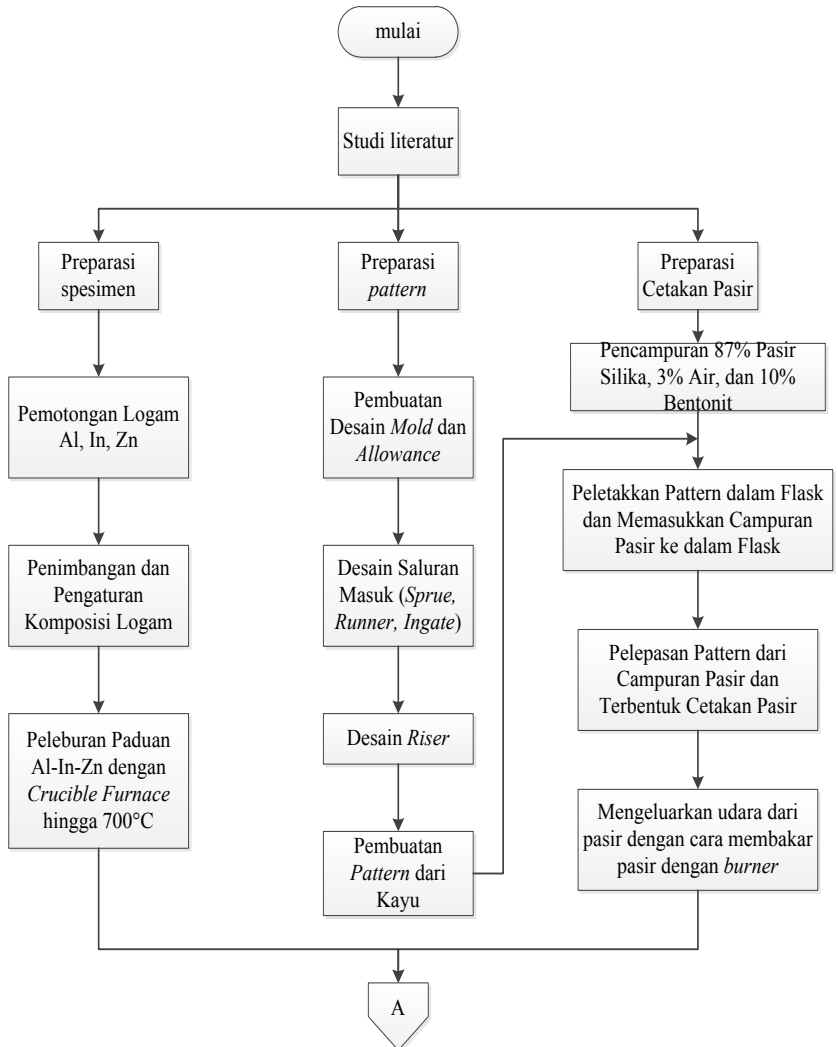 mulai
Studi literatur
Preparasi
spesimen
Pemotongan Logam
Al, In, Zn
Penimbangan dan
Pengaturan
Komposisi Logam
Peleburan Paduan
Al-In-Zn dengan
Crucible Furnace
hingga 700°C
Preparasi
pattern
Pembuatan
Desain Mold dan
Allowance
Desain Saluran
Masuk (Sprue,
Runner, Ingate)
Desain Riser
Pembuatan
Pattern dari
Kayu
Preparasi
Cetakan Pasir
Pencampuran 87% Pasir
Silika, 3% Air, dan 10%
Bentonit
Peletakkan Pattern dalam Flask
dan Memasukkan Campuran
Pasir ke dalam Flask
Pelepasan Pattern dari
Campuran Pasir dan
Terbentuk Cetakan Pasir
Mengeluarkan udara dari
pasir dengan cara membakar
pasir dengan burner
A